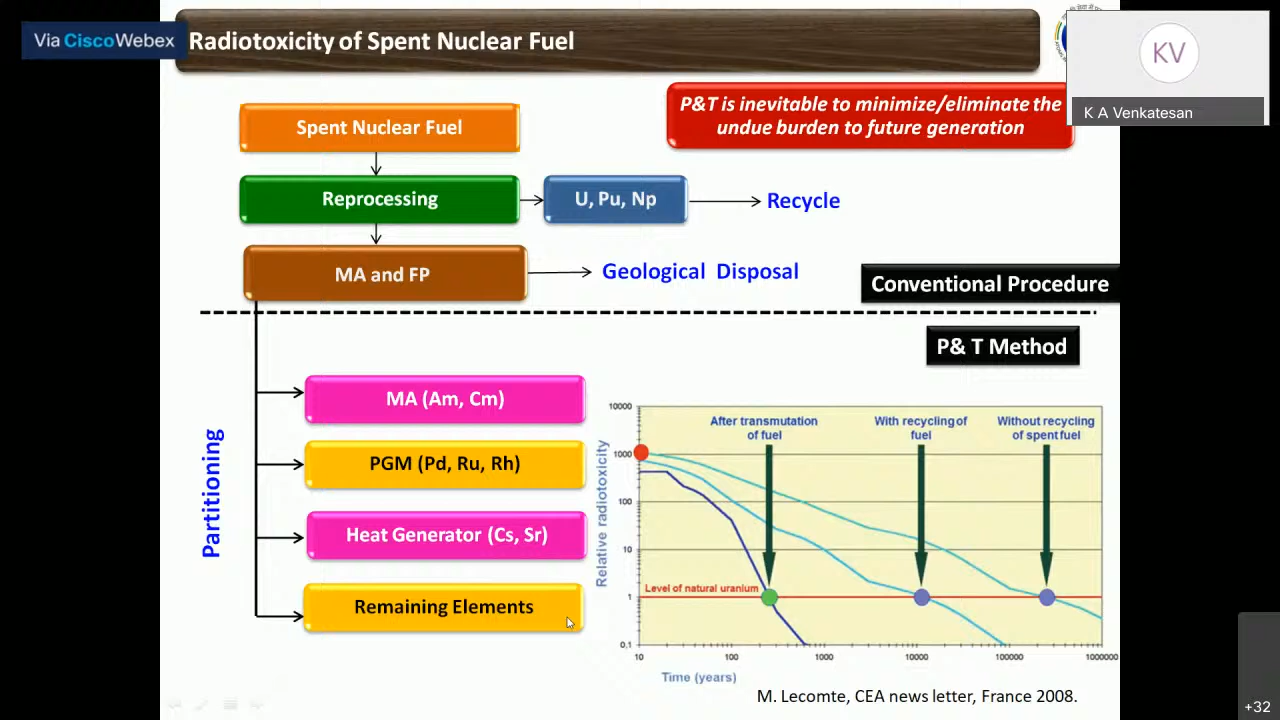 Via CiscoWebex
Radiotoxicity of Spent Nuclear Fuel
KV
K A Venkatesan
P&T is inevitable to minimize/eliminate the
undue burden to future generation
Spent Nuclear Fuel
Reprocessing
U, Pu, Np
Recycle
MA and FP
Geological Disposal
Conventional Procedure
P& T Method
Partitioning
MA (Am, Cm)
PGM (Pd, Ru, Rh)
Heat Generator (Cs, Sr)
Remaining Elements
After transmutation
of fuel
With recycling of
fuel
Without recycling
of spent fuel
Relative radiotoxicity
10000
1000
100
10
1
0,1
Level of natural uranium
10
100
1000
10000
100000
1000000
Time (years)
M. Lecomte, CEA news letter, France 2008.
+32